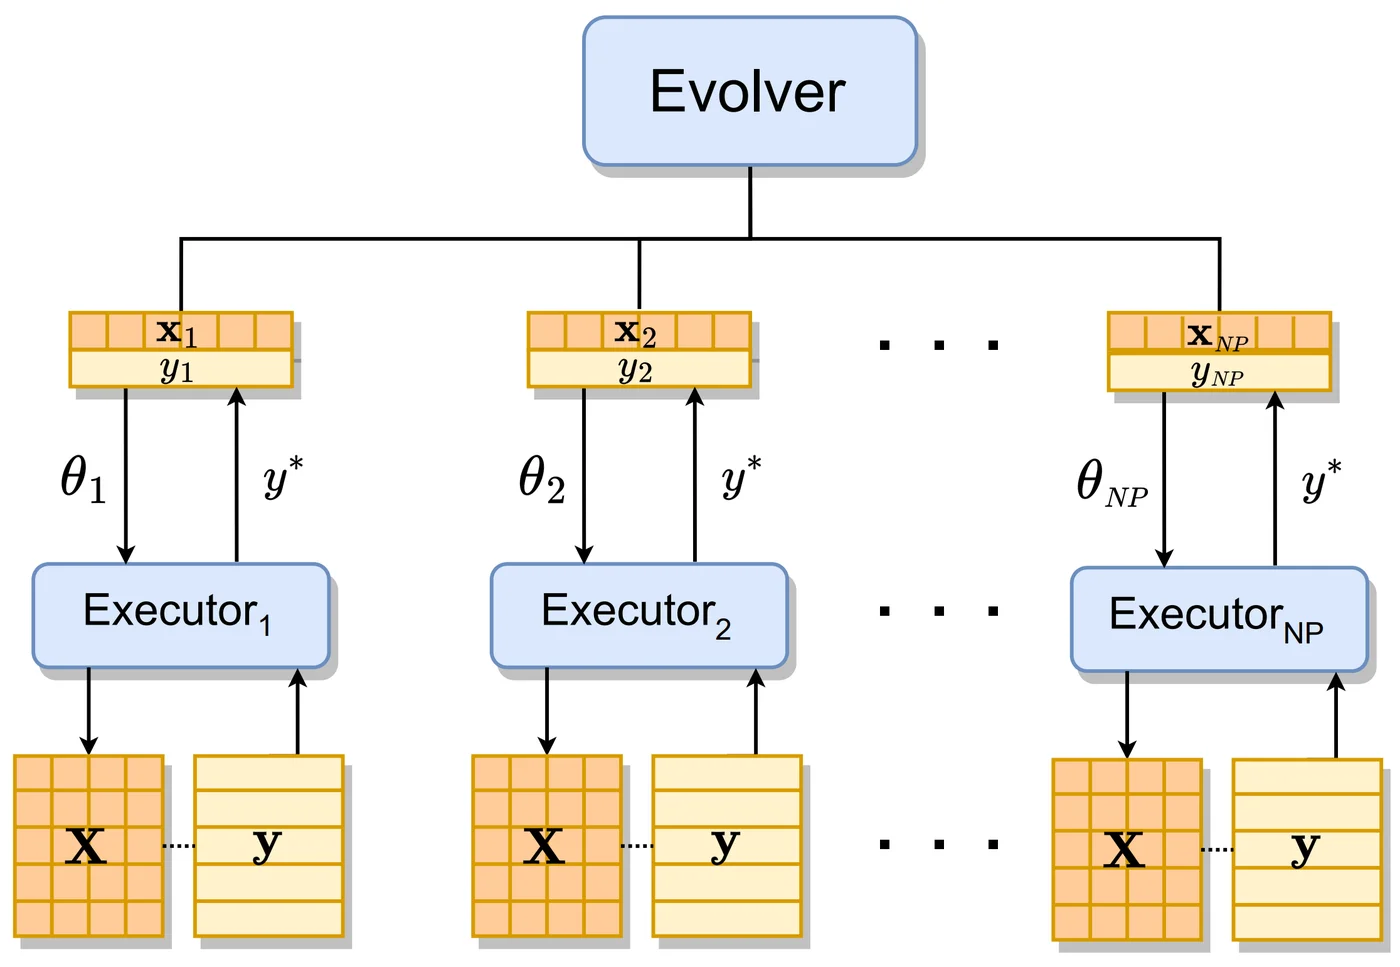 Evolver
x1 x2 . . . xNP
y1 y2 yNP
θ1 y* θ2 y* θNP y*
Executor1 Executor2 . . . ExecutorNP
X y X y . . . X y